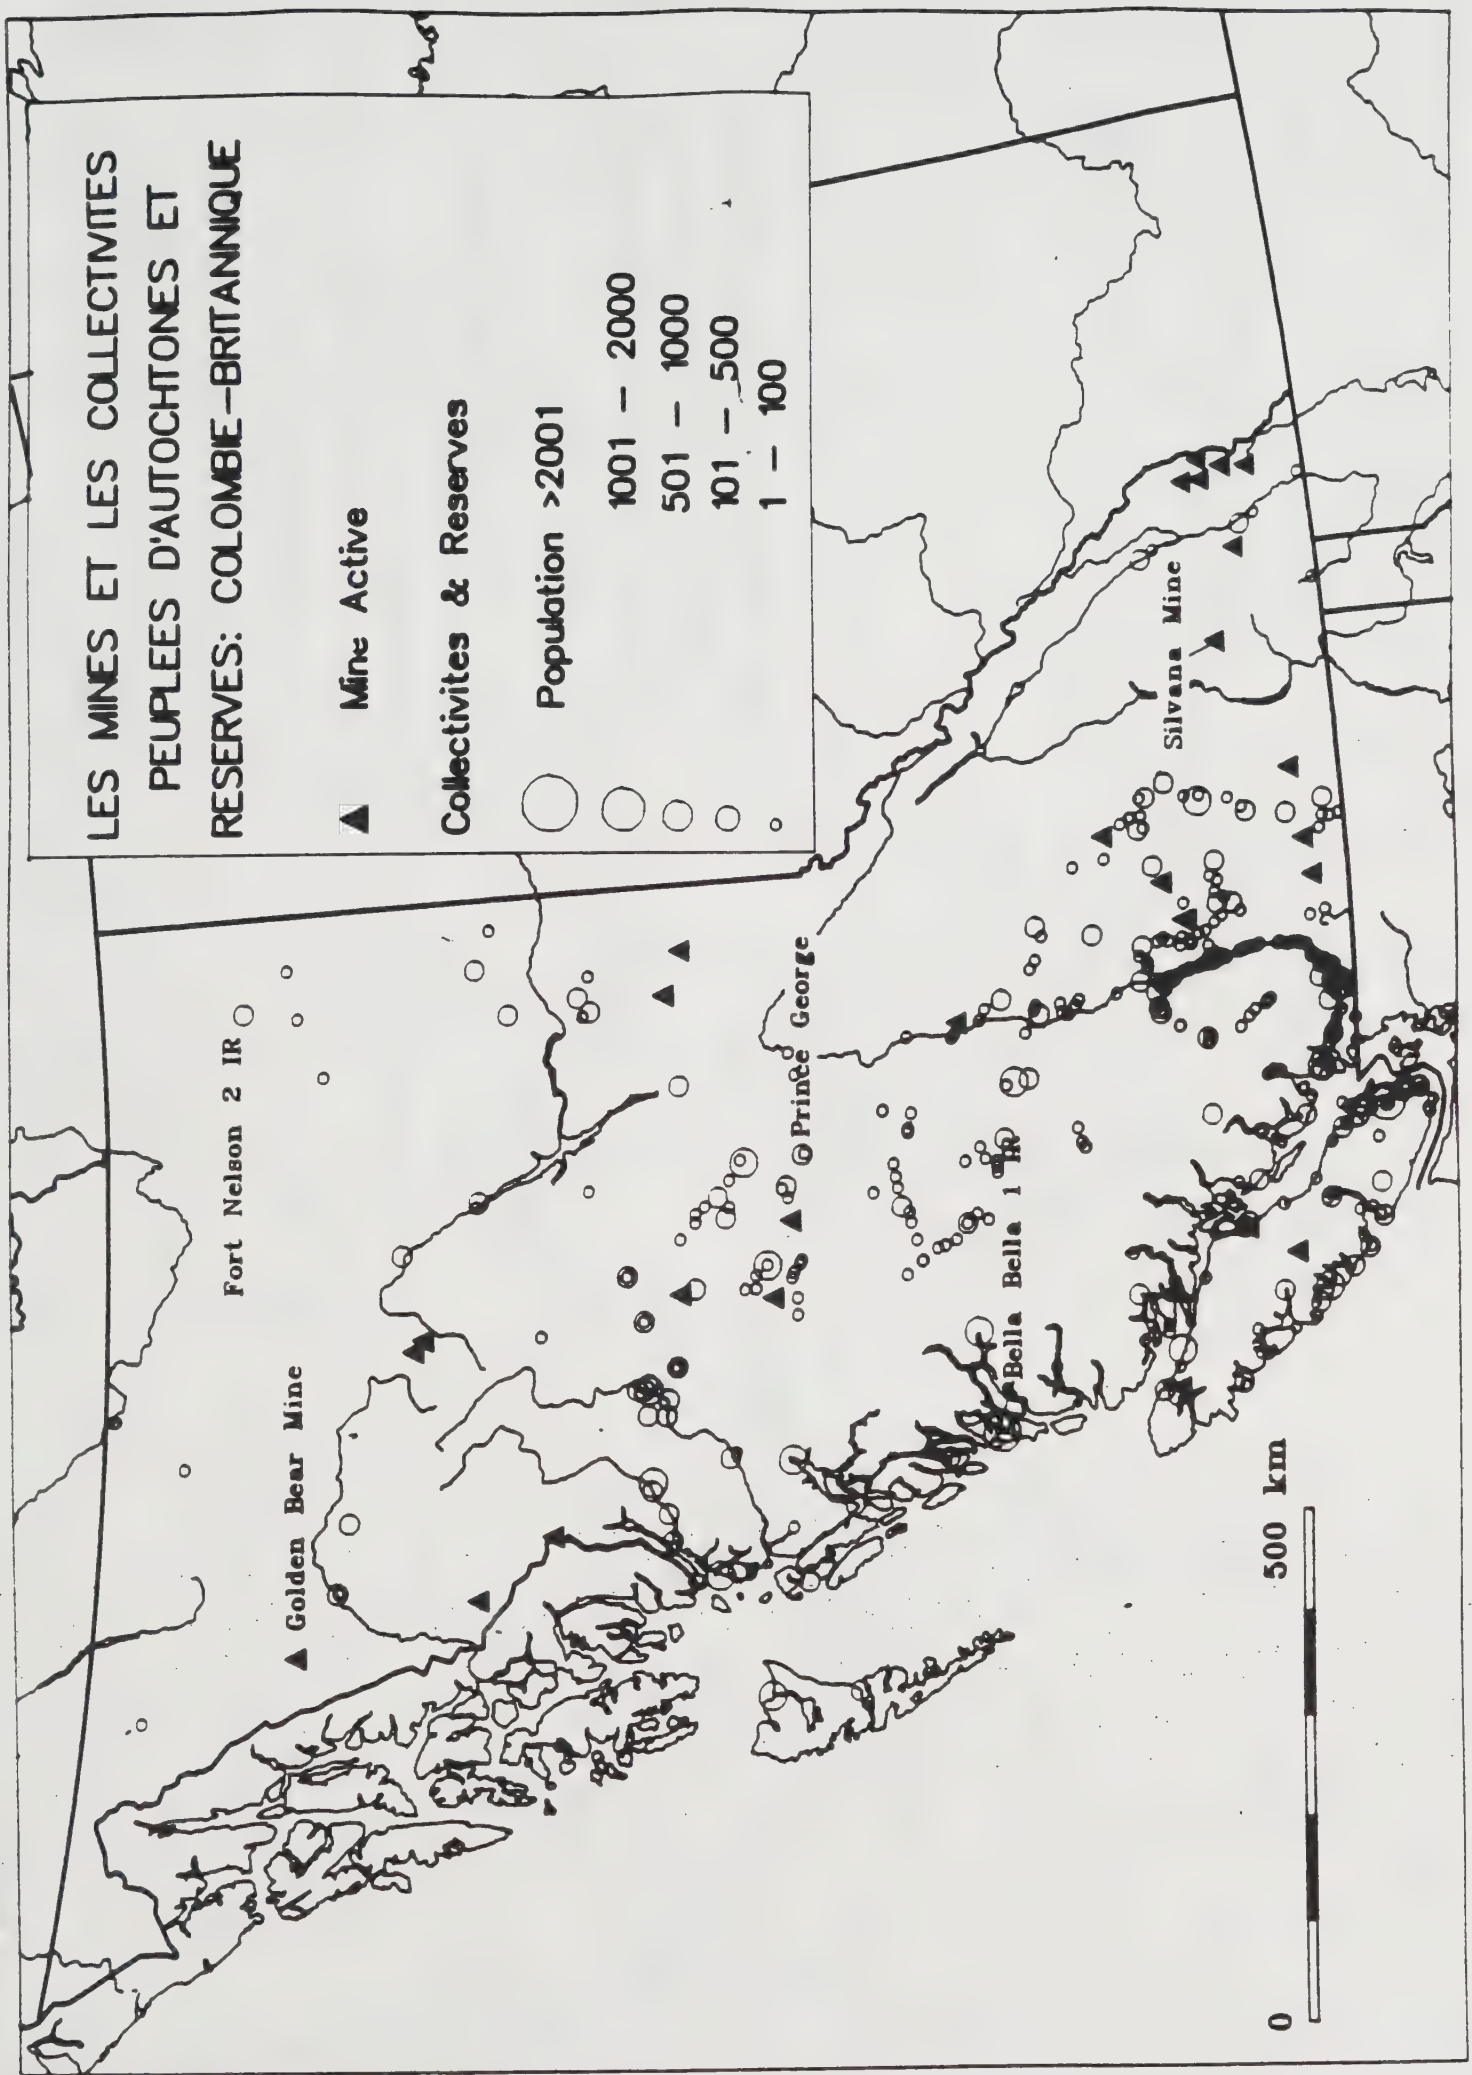 LES MINES ET LES COLLECTIVITES
PEUPLEES D'AUTOCHTONES ET
RESERVES: COLOMBIE-BRITANNIQUE
Mine Active
Collectivites & Reserves
Population >2001
1001 - 2000
501 - 1000
101 - 500
1 - 100
Fort Nelson 2 IR
Golden Bear Mine
Prince George
Bella Bella 1 IR
Silvana Mine
0 500 km